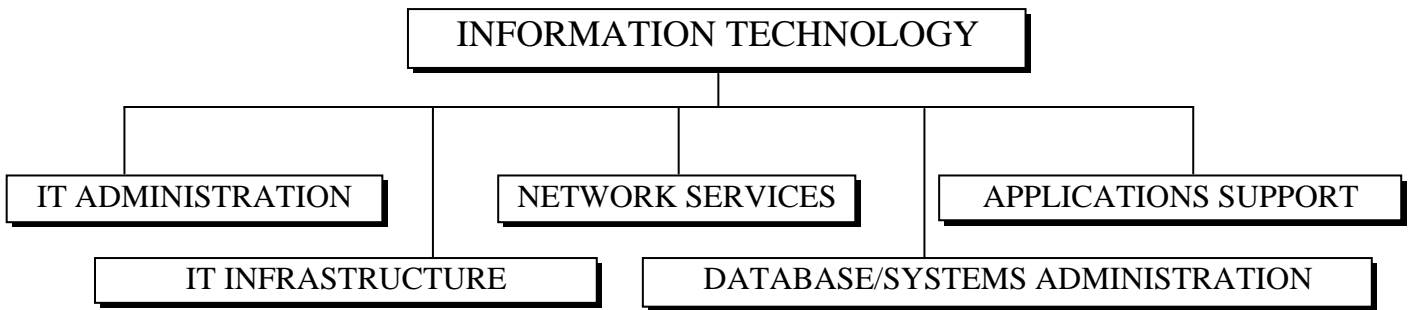 INFORMATION TECHNOLOGY
IT ADMINISTRATION
NETWORK SERVICES
APPLICATIONS SUPPORT
IT INFRASTRUCTURE
DATABASE/SYSTEMS ADMINISTRATION